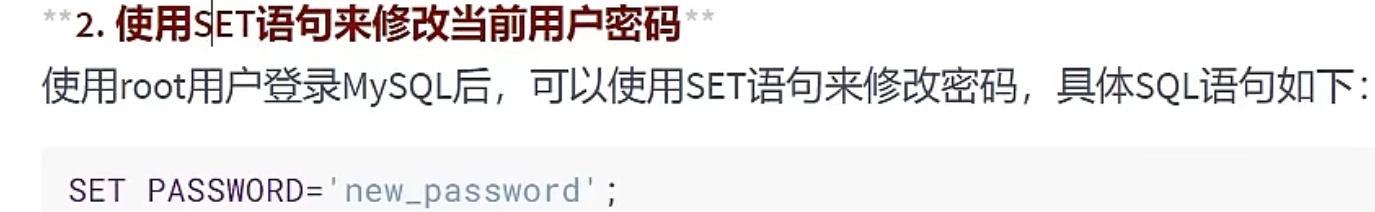 **2. 使用SET语句来修改当前用户密码**
使用root用户登录MySQL后，可以使用SET语句来修改密码，具体SQL语句如下：
SET PASSWORD='new_password';